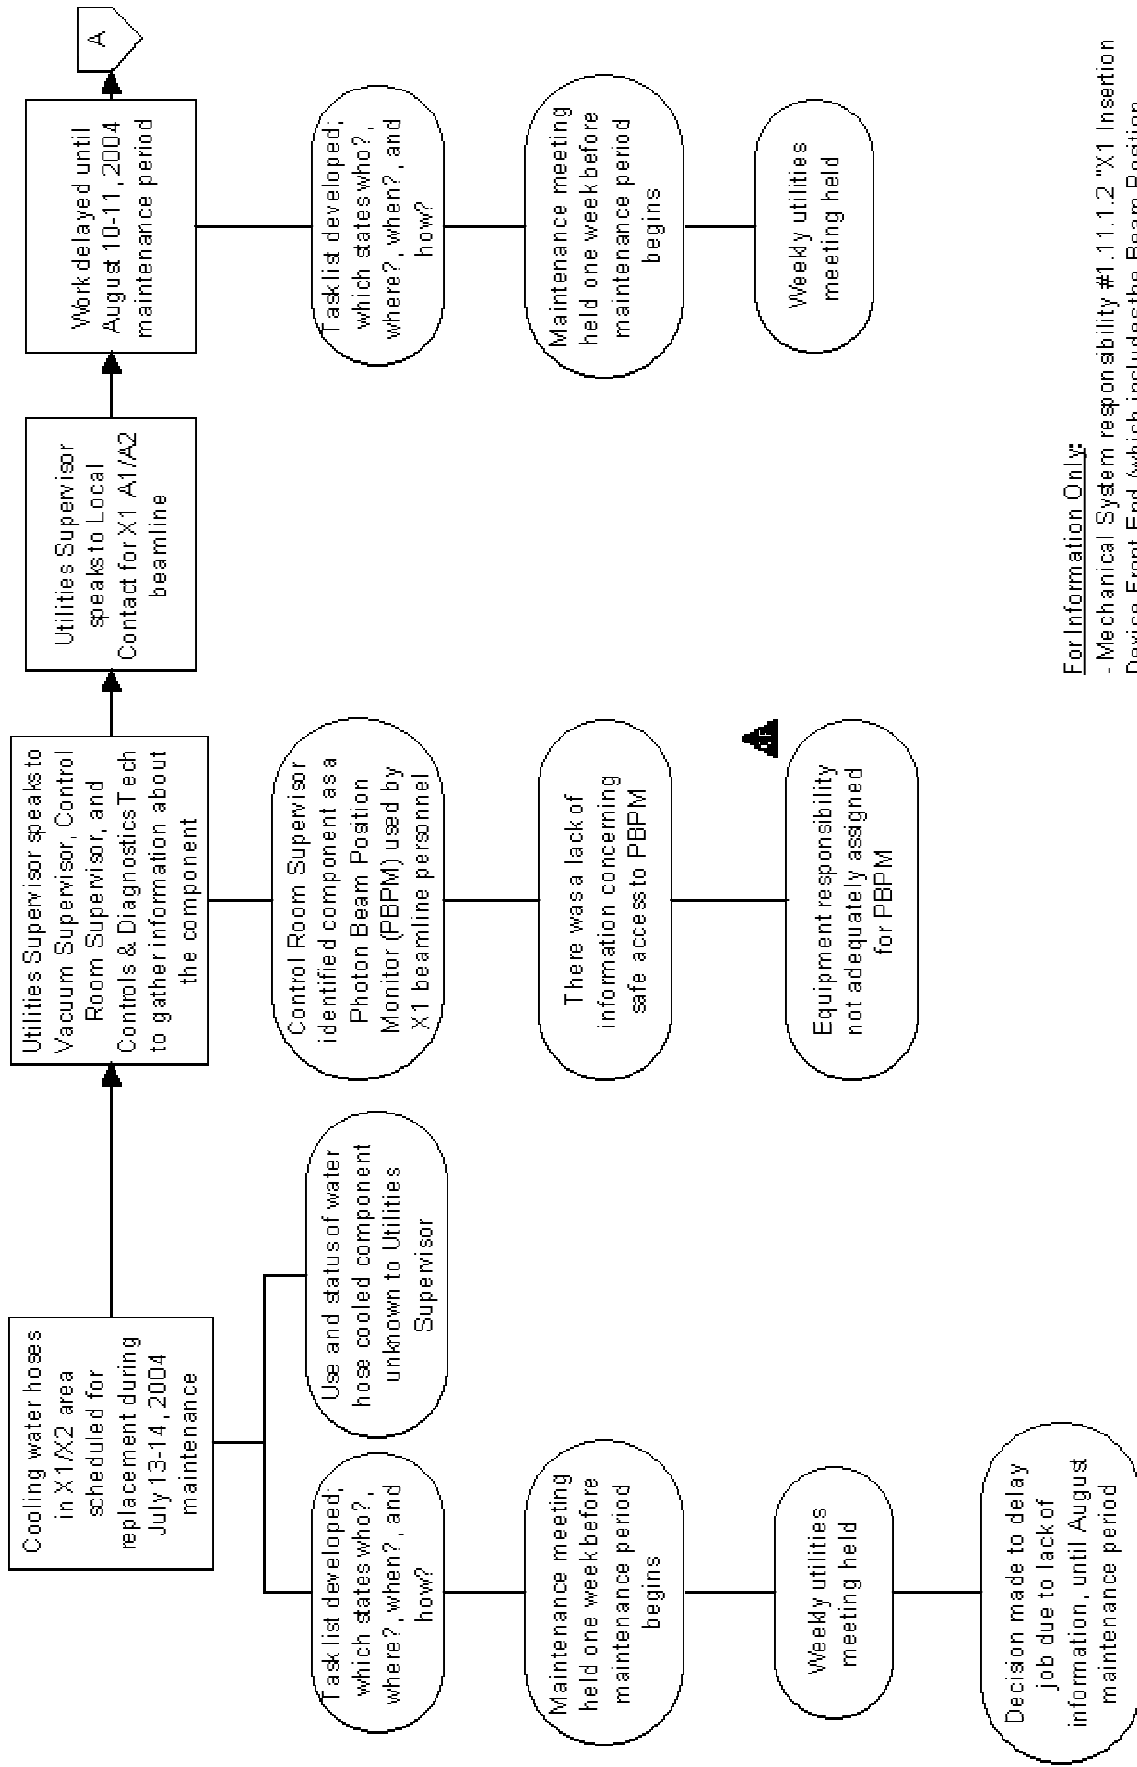 Cooling water hoses
in X1/X2 area
scheduled for
replacement during
July 13-14, 2004
maintenance
Utilities Supervisor speaks to
Vacuum Supervisor, Control
Room Supervisor, and
Controls & Diagnostics Tech
to gather information about
the component
Utilities Supervisor
speaks to Local
Contact for X1 A1/A2
beamline
Work delayed until
August 10-11, 2004
maintenance period
A
Task list developed;
which states who?,
where?, when?, and
how?
Use and status of water
hose cooled component
unknown to Utilities
Supervisor
Control Room Supervisor
identified component as a
Photon Beam Position
Monitor (PBPM) used by
X1 beamline personnel
Task list developed;
which states who?,
where?, when?, and
how?
Maintenance meeting
held one week before
maintenance period
begins
There was a lack of
information concerning
safe access to PBPM
Maintenance meeting
held one week before
maintenance period
begins
Weekly utilities
meeting held
Equipment responsibility
not adequately assigned
for PBPM
Weekly utilities
meeting held
Decision made to delay
job due to lack of
information, until August
maintenance period
For Information Only:
- Mechanical System responsibility #1.11.1.2 "X1 Insertion
Device Front End (which includes the Beam Position